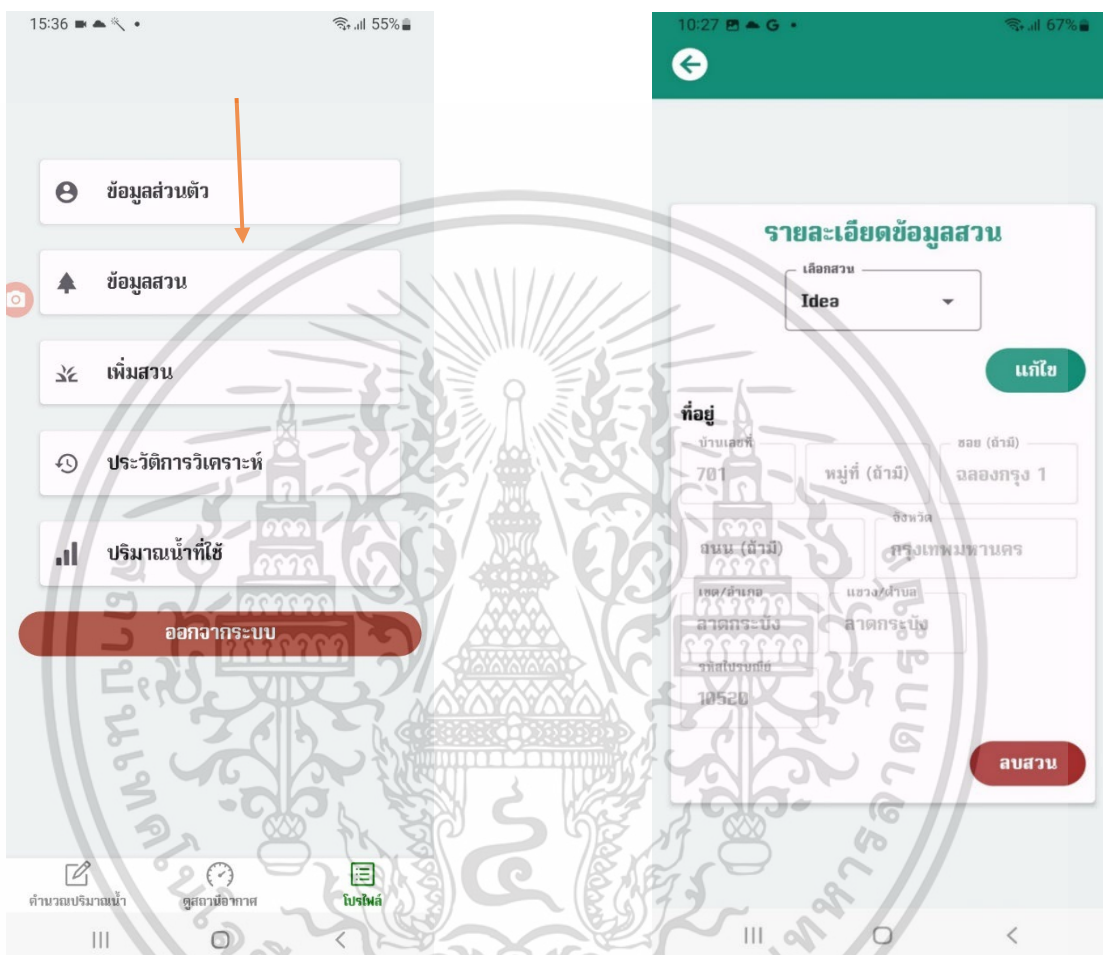 15:36
55%
ข้อมูลส่วนตัว
ข้อมูลสวน
เพิ่มสวน
ประวัติการวิเคราะห์
ปริมาณน้ำที่ใช้
ออกจากระบบ
คำนวณปริมาณน้ำ
ดูสถานีอากาศ
โปรไฟล์
10:27 G
67%
รายละเอียดข้อมูลสวน
เลือกสวน
Idea
แก้ไข
ที่อยู่
บ้านเลขที่
701
หมู่ที่ (ถ้ามี)
ซอย (ถ้ามี)
ฉลองกรุง 1
ถนน (ถ้ามี)
จังหวัด
กรุงเทพมหานคร
เขต/อำเภอ
ลาดกระบัง
แขวง/ตำบล
ลาดกระบัง
รหัสไปรษณีย์
10520
ลบสวน